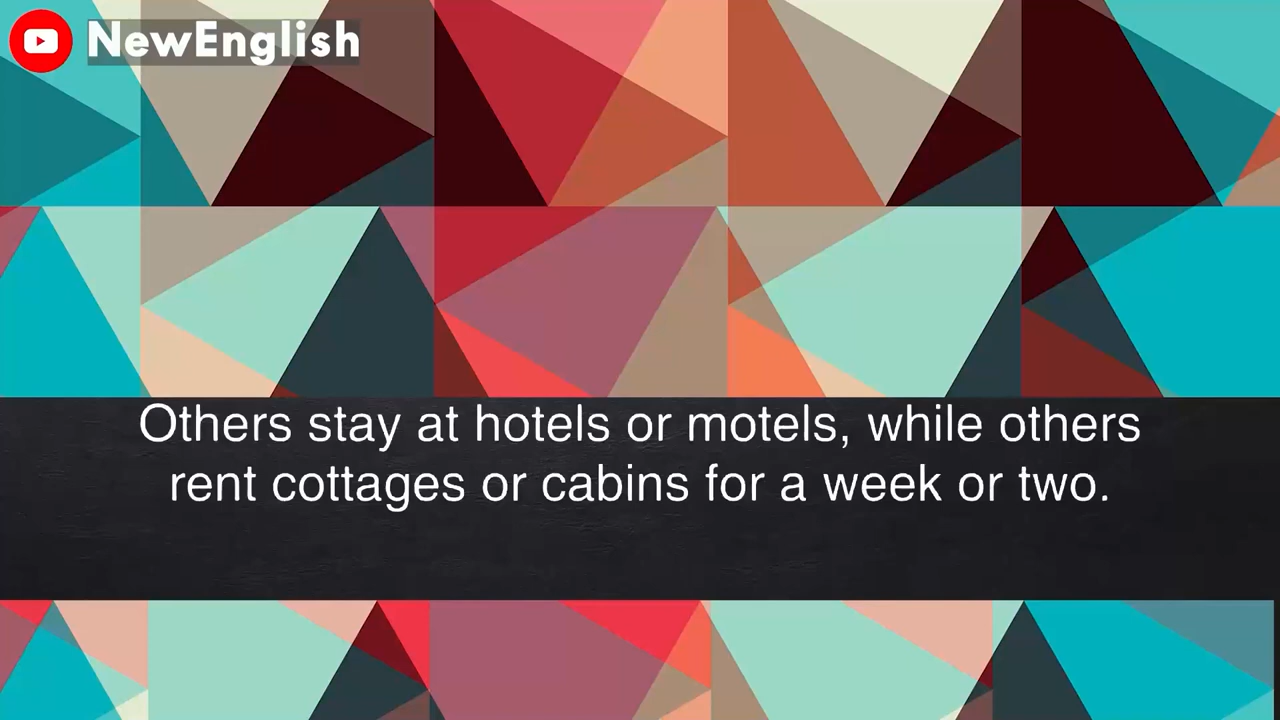 NewEnglish
Others stay at hotels or motels, while others
rent cottages or cabins for a week or two.